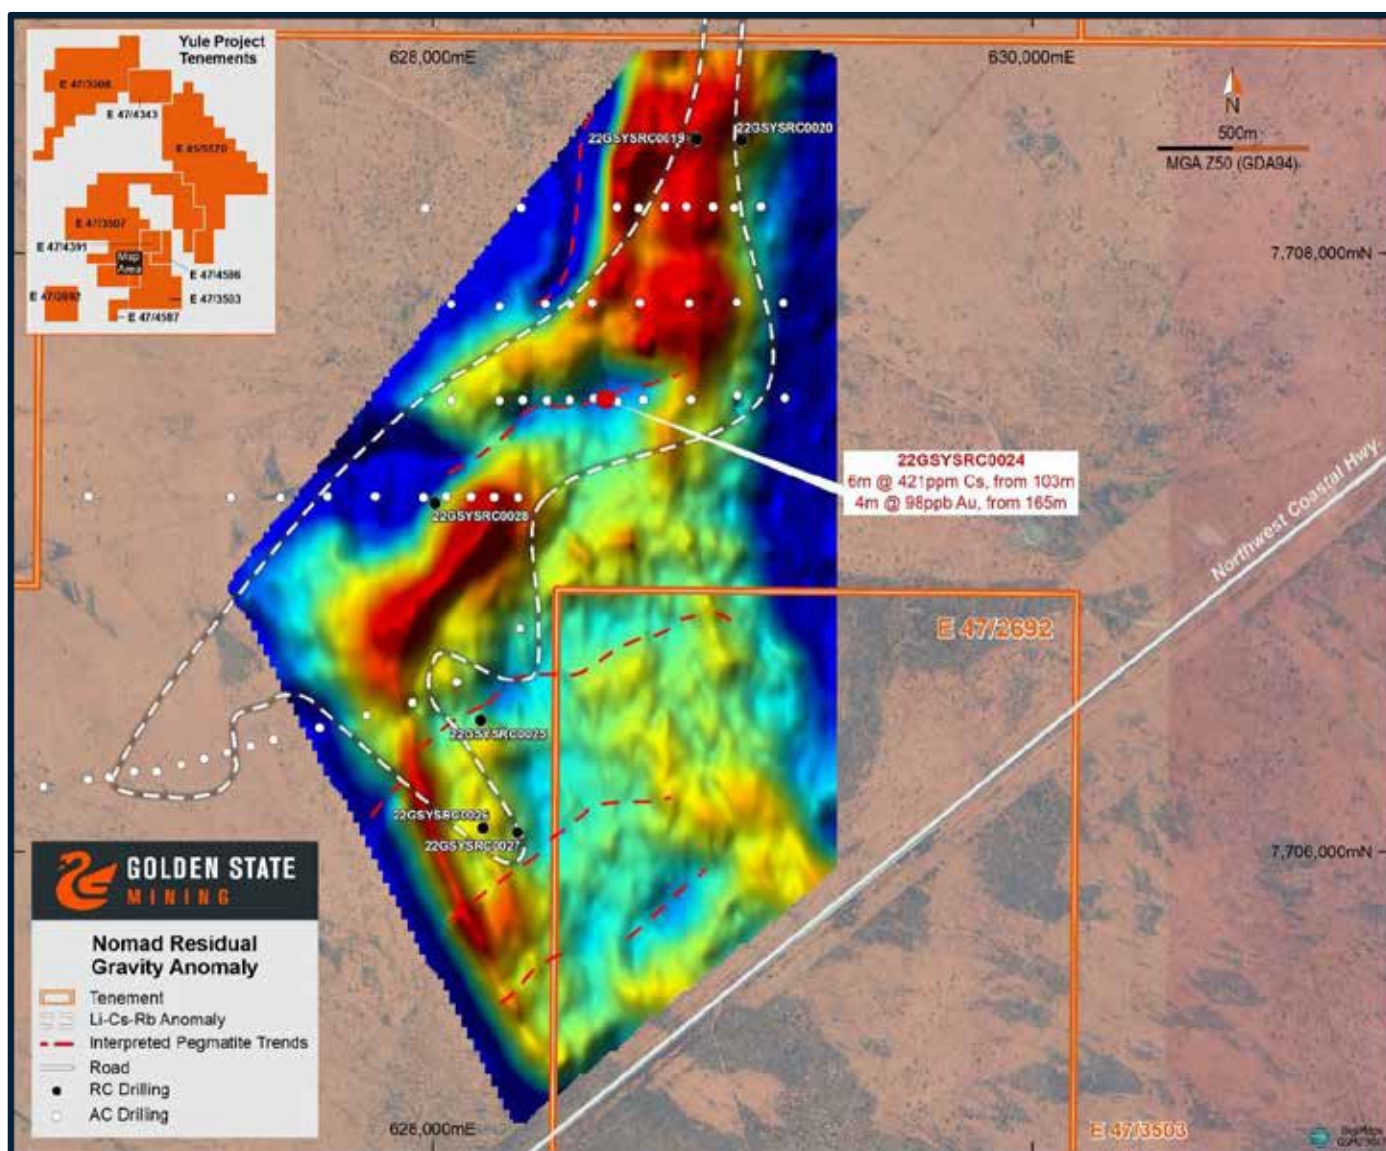 Yule Project
Tenements
E 47/3508
E 47/4343
E 45/5570
E 47/3507
E 47/4391
Map
Area
E 47/4586
E 47/2692
E 47/3503
E 47/4587
628,000mE
630,000mE
N
500m
MGA Z50 (GDA94)
22GSYSRC0019
22GSYSRC0020
7,708,000mN
22GSYSRC0024
6m @ 421ppm Cs, from 103m
4m @ 98ppb Au, from 165m
22GSYSRC0028
Northwest Coastal Hwy.
E 47/2692
22GSYSRC0025
22GSYSRC0026
22GSYSRC0027
7,706,000mN
GOLDEN STATE
MINING
Nomad Residual
Gravity Anomaly
Tenement
Li-Cs-Rb Anomaly
Interpreted Pegmatite Trends
Road
RC Drilling
AC Drilling
628,000mE
E 47/3503